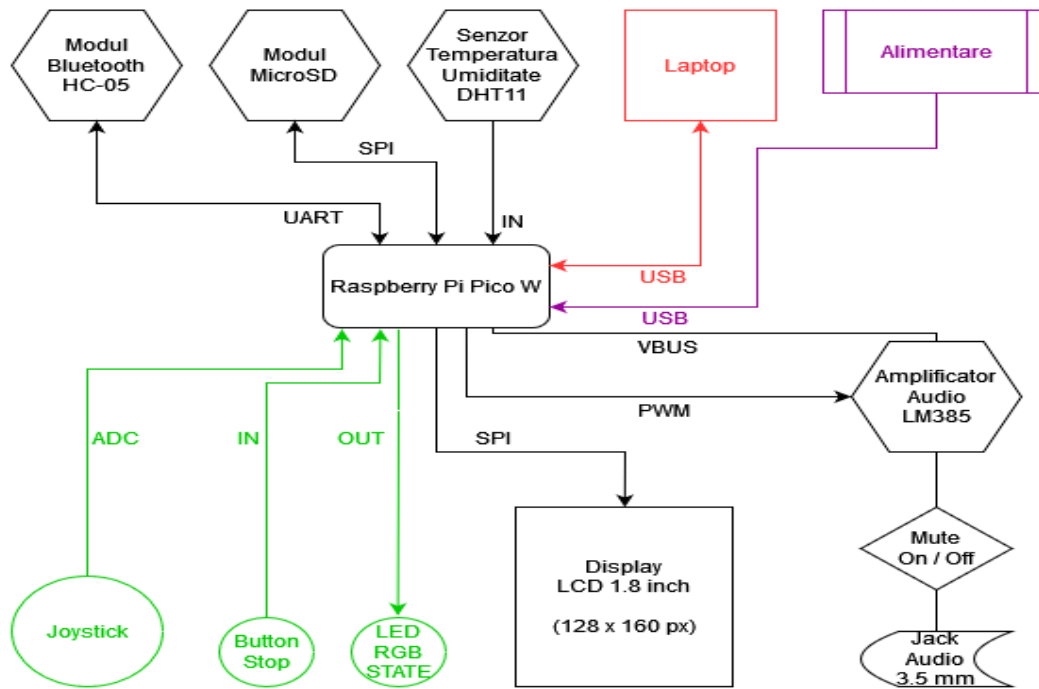 Modul
Bluetooth
HC-05
Modul
MicroSD
Senzor
Temperatura
Umiditate
DHT11
Laptop
Alimentare
SPI
UART
IN
USB
USB
Raspberry Pi Pico W
VBUS
PWM
Amplificator
Audio
LM385
ADC
IN
OUT
SPI
Mute
On / Off
Display
LCD 1.8 inch
(128 x 160 px)
Joystick
Button
Stop
LED
RGB
STATE
Jack
Audio
3.5 mm